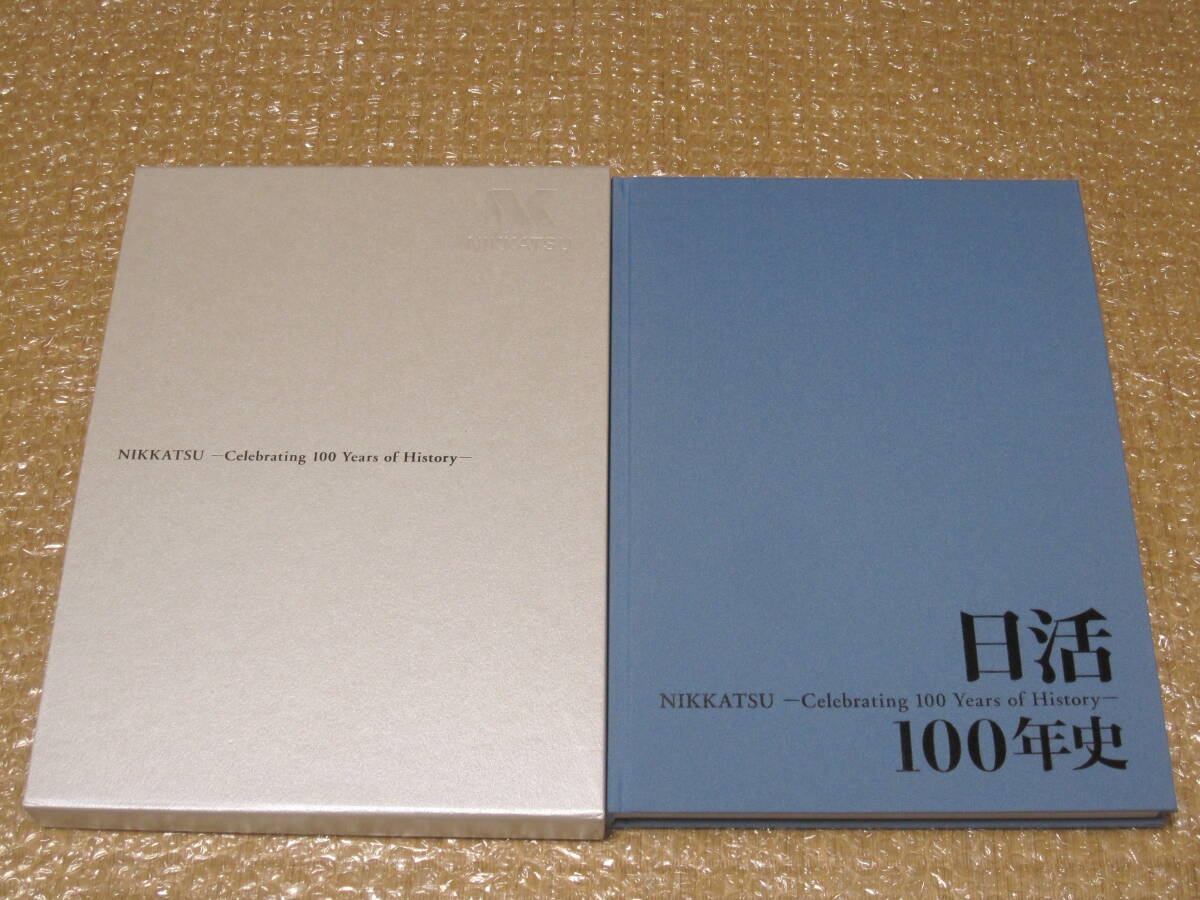 NIKKATSU
NIKKATSU —Celebrating 100 Years of History—
日活
NIKKATSU —Celebrating 100 Years of History—
100年史